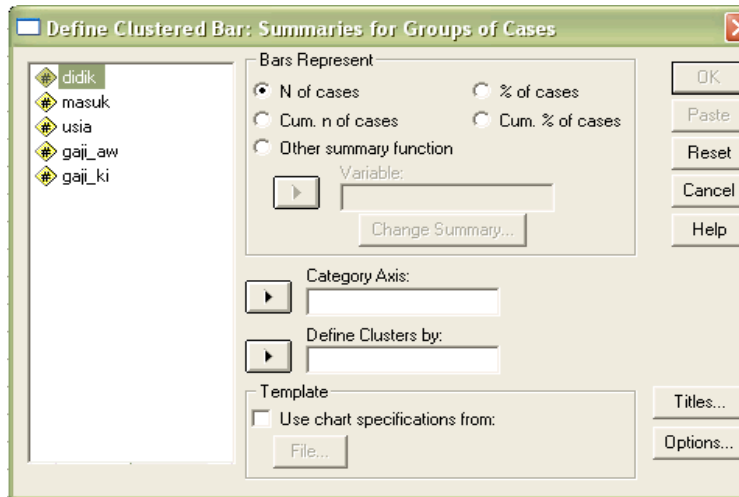 Define Clustered Bar: Summaries for Groups of Cases
didik
masuk
usia
gaji_aw
gaji_ki
Bars Represent
N of cases
% of cases
Cum. n of cases
Cum. % of cases
Other summary function
Variable:
Change Summary...
Category Axis:
Define Clusters by:
Template
Use chart specifications from:
File...
OK
Paste
Reset
Cancel
Help
Titles...
Options...